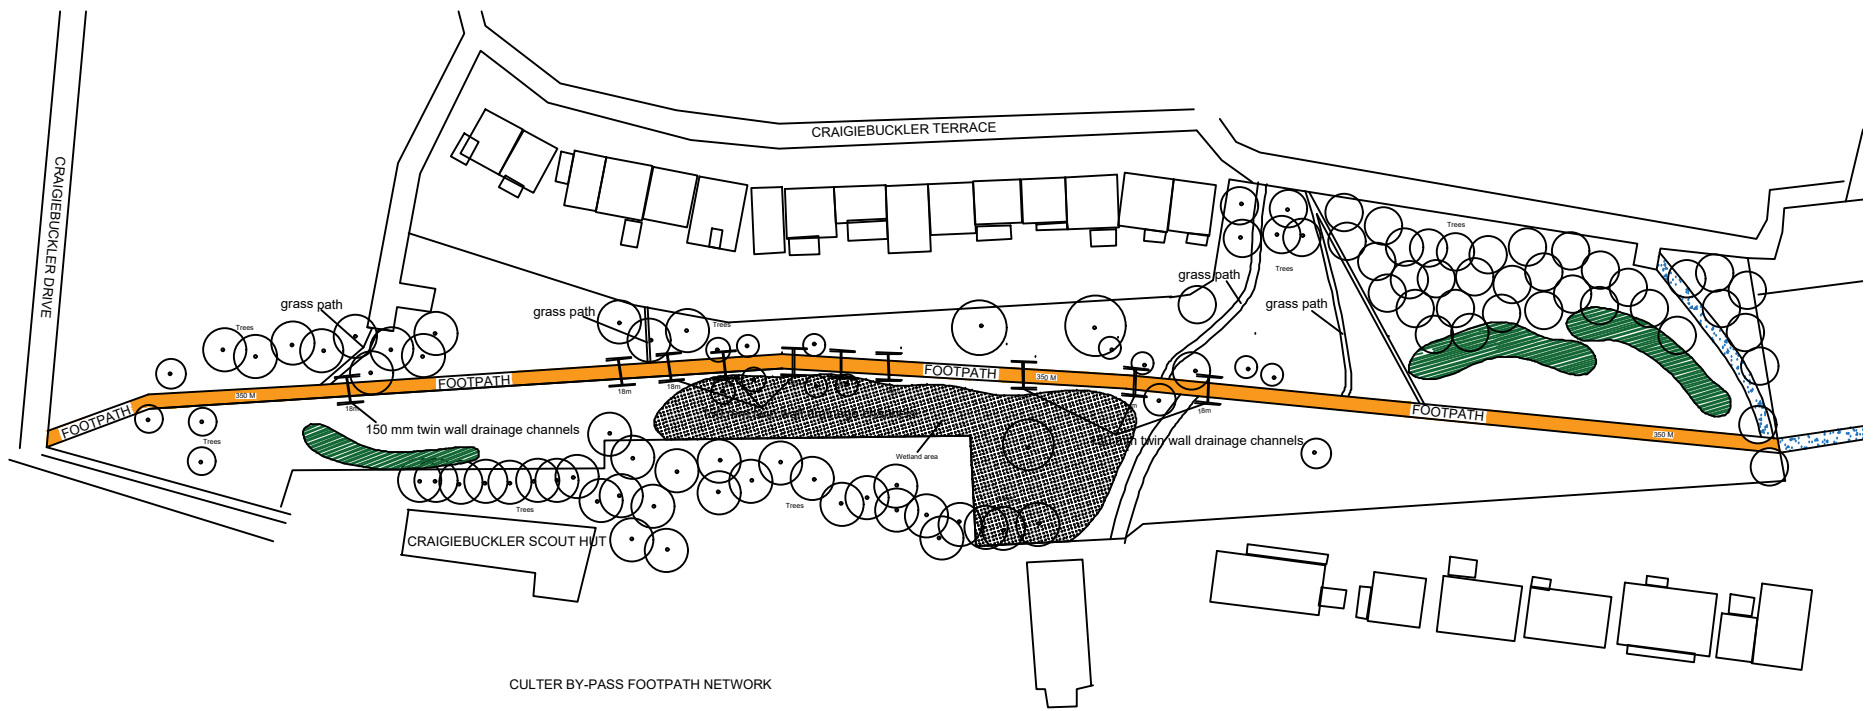 CRAIGIEBUCKLER TERRACE
CRAIGIEBUCKLER DRIVE
Trees
Trees
grass path
grass path
grass path
grass path
Trees
Trees
FOOTPATH
350 M
18m
FOOTPATH
18m
18m
FOOTPATH
350 M
18m
FOOTPATH
350 M
Trees
150 mm twin wall drainage channels
mm twin wall drainage channels
Wetland area
Trees
Trees
CRAIGIEBUCKLER SCOUT HUT
CULTER BY-PASS FOOTPATH NETWORK